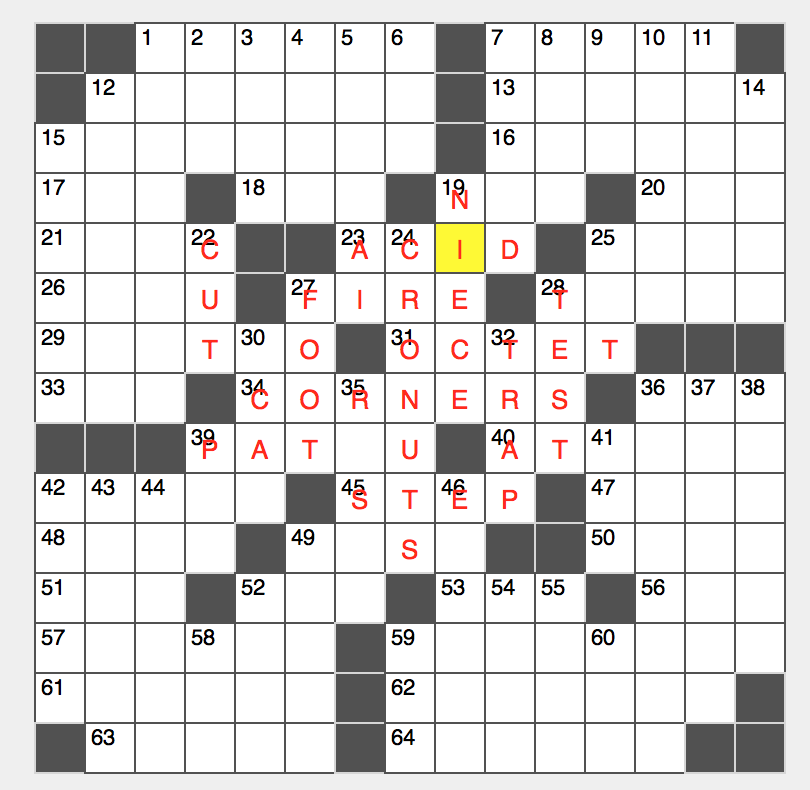 1 2 3 4 5 6 7 8 9 10 11
12 13 14
15 16
17 18 19 N 20
21 22 C 23 A 24 C I D 25
26 U 27 F I R E 28 T
29 T 30 O 31 O C 32 T E T
33 34 C O 35 R N E R S 36 37 38
39 P A T U 40 A T 41
42 43 44 45 S T 46 E P 47
48 49 S 50
51 52 53 54 55 56
57 58 59 60
61 62
63 64